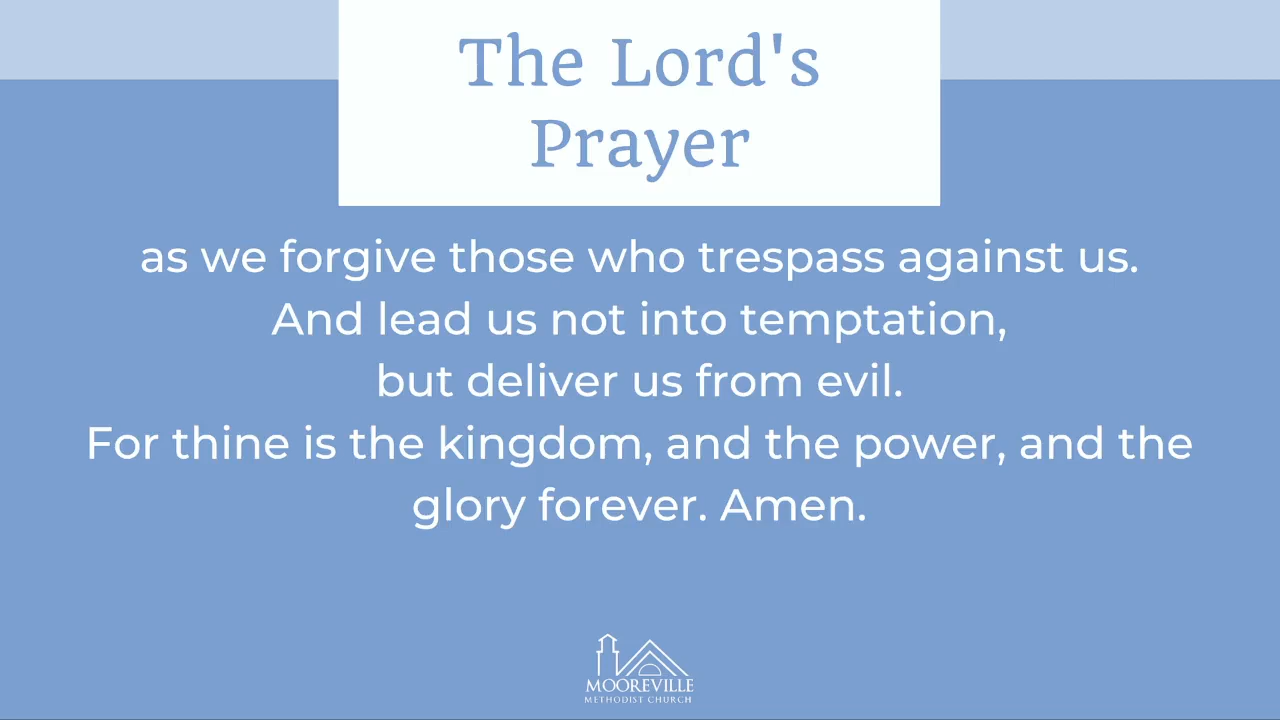 The Lord's
Prayer
as we forgive those who trespass against us.
And lead us not into temptation,
but deliver us from evil.
For thine is the kingdom, and the power, and the
glory forever. Amen.
MOOREVILLE
METHODIST CHURCH